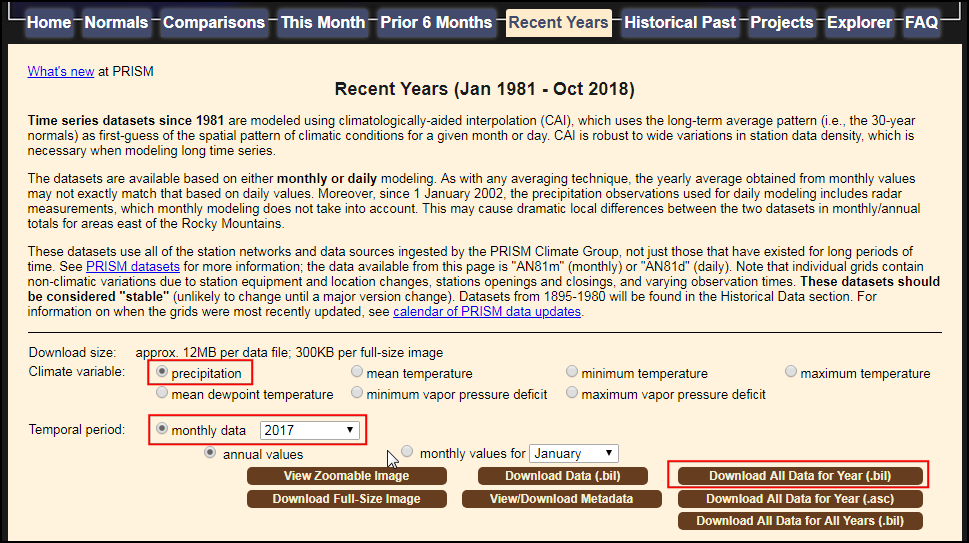 Home Normals Comparisons This Month Prior 6 Months Recent Years Historical Past Projects Explorer FAQ
What's new at PRISM
Recent Years (Jan 1981 - Oct 2018)
Time series datasets since 1981 are modeled using climatologically-aided interpolation (CAI), which uses the long-term average pattern (i.e., the 30-year
normals) as first-guess of the spatial pattern of climatic conditions for a given month or day. CAI is robust to wide variations in station data density, which is
necessary when modeling long time series.
The datasets are available based on either monthly or daily modeling. As with any averaging technique, the yearly average obtained from monthly values
may not exactly match that based on daily values. Moreover, since 1 January 2002, the precipitation observations used for daily modeling includes radar
measurements, which monthly modeling does not take into account. This may cause dramatic local differences between the two datasets in monthly/annual
totals for areas east of the Rocky Mountains.
These datasets use all of the station networks and data sources ingested by the PRISM Climate Group, not just those that have existed for long periods of
time. See PRISM datasets for more information; the data available from this page is "AN81m" (monthly) or "AN81d" (daily). Note that individual grids contain
non-climatic variations due to station equipment and location changes, stations openings and closings, and varying observation times. These datasets should
be considered "stable" (unlikely to change until a major version change). Datasets from 1895-1980 will be found in the Historical Data section. For
information on when the grids were most recently updated, see calendar of PRISM data updates.
Download size: approx. 12MB per data file; 300KB per full-size image
Climate variable: precipitation mean temperature minimum temperature maximum temperature
mean dewpoint temperature minimum vapor pressure deficit maximum vapor pressure deficit
Temporal period: monthly data 2017
annual values monthly values for January
View Zoomable Image Download Data (.bil) Download All Data for Year (.bil)
Download Full-Size Image View/Download Metadata Download All Data for Year (.asc)
Download All Data for All Years (.bil)